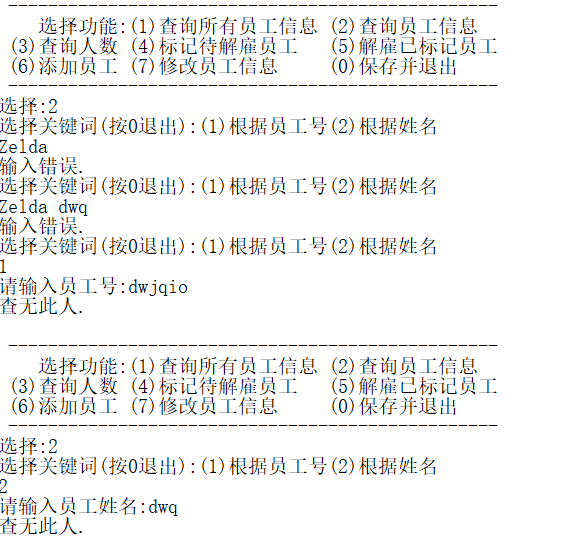 --------------------------------------------------
选择功能:(1)查询所有员工信息 (2)查询员工信息
(3)查询人数 (4)标记待解雇员工 (5)解雇已标记员工
(6)添加员工 (7)修改员工信息 (0)保存并退出
--------------------------------------------------
选择:2
选择关键词(按0退出):(1)根据员工号(2)根据姓名
Zelda
输入错误.
选择关键词(按0退出):(1)根据员工号(2)根据姓名
Zelda dwq
输入错误.
选择关键词(按0退出):(1)根据员工号(2)根据姓名
1
请输入员工号:dwjqio
查无此人.
--------------------------------------------------
选择功能:(1)查询所有员工信息 (2)查询员工信息
(3)查询人数 (4)标记待解雇员工 (5)解雇已标记员工
(6)添加员工 (7)修改员工信息 (0)保存并退出
--------------------------------------------------
选择:2
选择关键词(按0退出):(1)根据员工号(2)根据姓名
2
请输入员工姓名:dwq
查无此人.